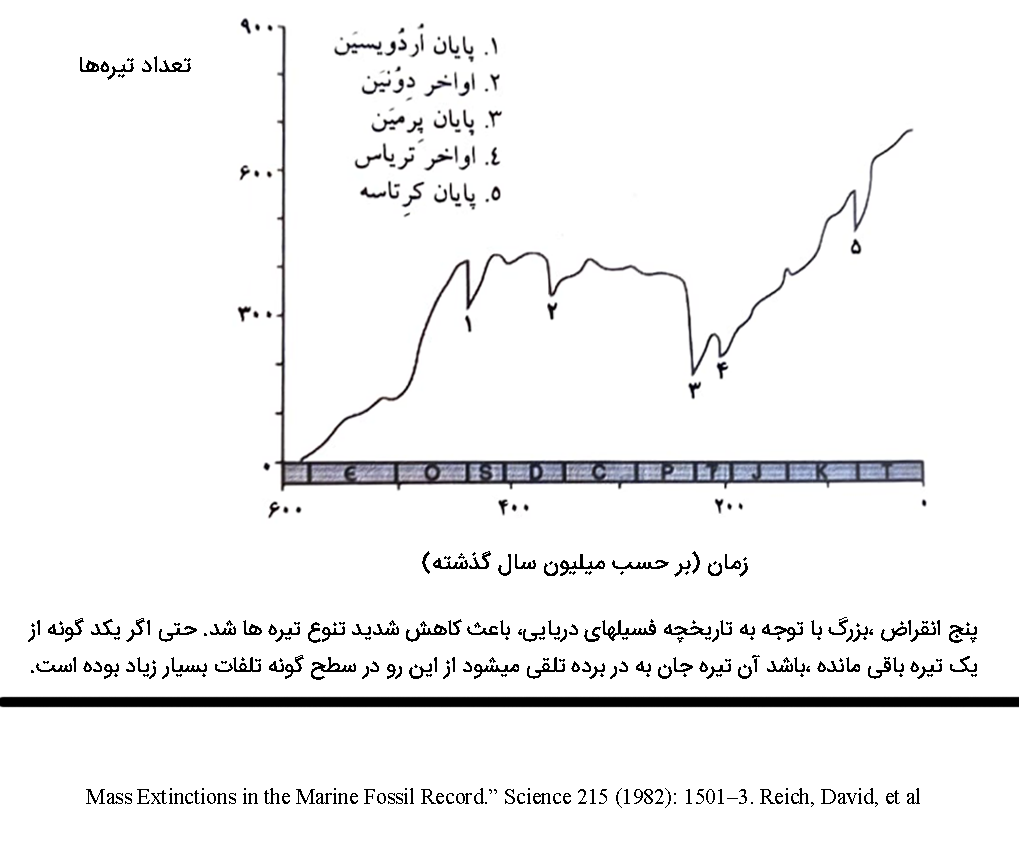 ۹۰۰
تعداد تیره‌ها
۱. پایان اُردُویسیَن
۲. اواخر دِوُنیَن
۳. پایان پِرمیَن
٤. اواخر تریاس
۵. پایان کرِتاسه
۶۰۰
۳۰۰
۰
۱
۲
۳
۴
۵
Є O S D C P T J K T
۶۰۰ ۴۰۰ ۲۰۰ ۰
زمان (بر حسب میلیون سال گذشته)
پنج انقراض ،بزرگ با توجه به تاریخچه فسیلهای دریایی، باعث کاهش شدید تنوع تیره ها شد. حتی اگر یکد گونه از
یک تیره باقی مانده ،باشد آن تیره جان به در برده تلقی میشود از این رو در سطح گونه تلفات بسیار زیاد بوده است.
Mass Extinctions in the Marine Fossil Record.” Science 215 (1982): 1501–3. Reich, David, et al